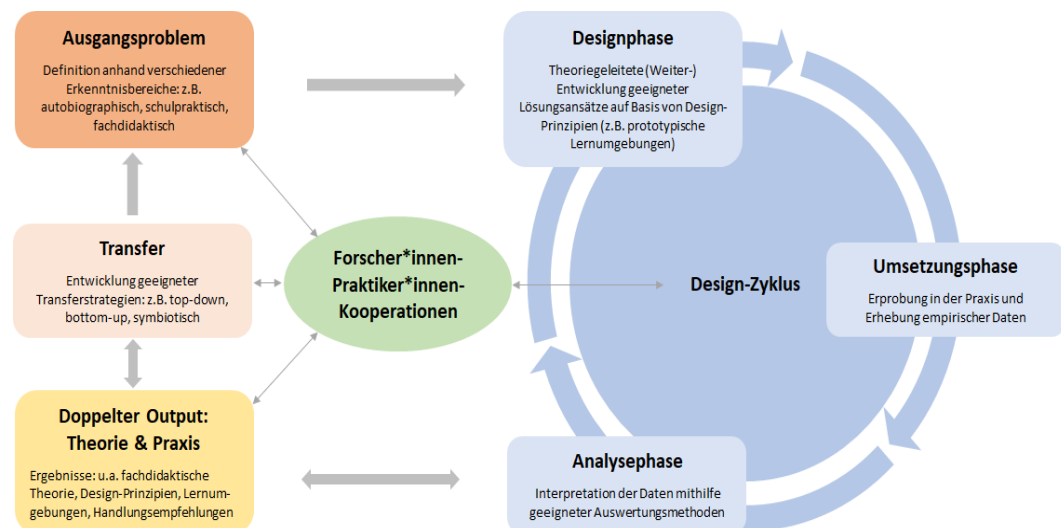 Ausgangsproblem
Definition anhand verschiedener
Erkenntnisbereiche: z.B.
autobiographisch, schulpraktisch,
fachdidaktisch
Designphase
Theoriegeleitete (Weiter-)
Entwicklung geeigneter
Lösungsansätze auf Basis von Design-
Prinzipien (z.B. prototypische
Lernumgebungen)
Transfer
Entwicklung geeigneter
Transferstrategien: z.B. top-down,
bottom-up, symbiotisch
Forscher*innen-
Praktiker*innen-
Kooperationen
Design-Zyklus
Umsetzungsphase
Erprobung in der Praxis und
Erhebung empirischer Daten
Doppelter Output:
Theorie & Praxis
Ergebnisse: u.a. fachdidaktische
Theorie, Design-Prinzipien, Lernum-
gebungen, Handlungsempfehlungen
Analysephase
Interpretation der Daten mithilfe
geeigneter Auswertungsmethoden